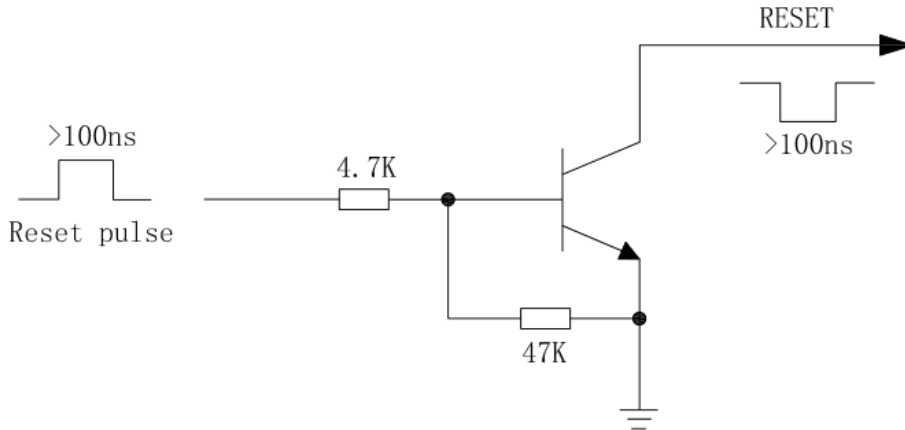 RESET
>100ns
>100ns
4.7K
Reset pulse
47K